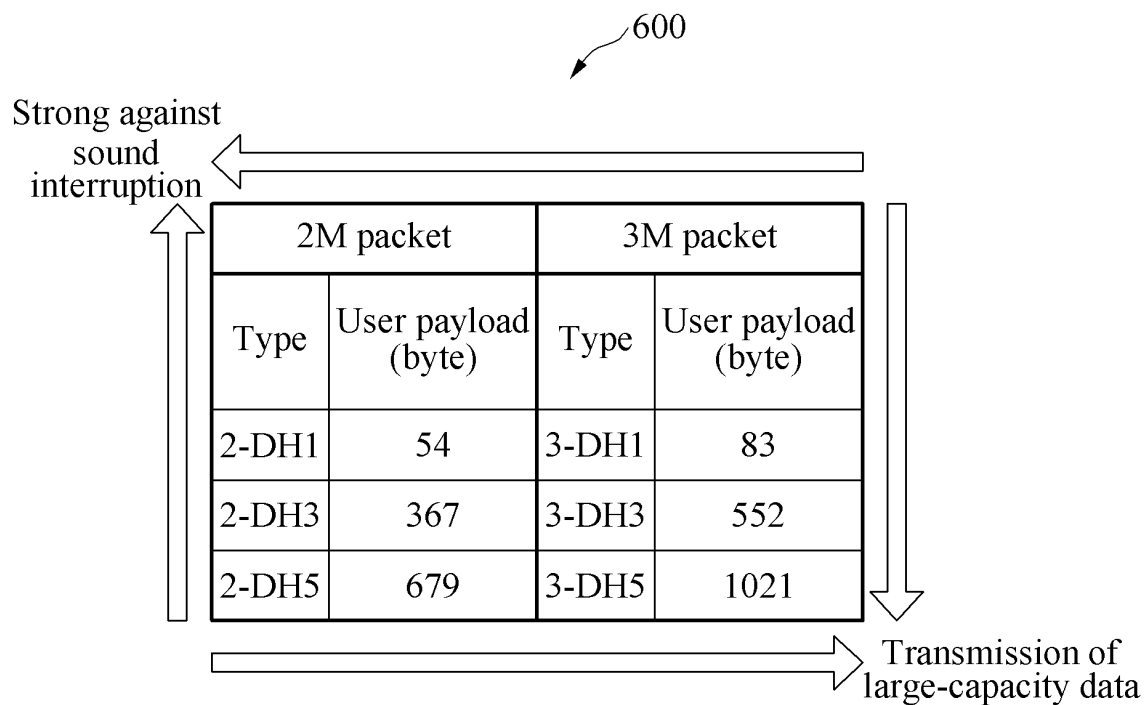 600
Strong against
sound
interruption
2M packet
3M packet
Type
User payload
(byte)
Type
User payload
(byte)
2-DH1
54
3-DH1
83
2-DH3
367
3-DH3
552
2-DH5
679
3-DH5
1021
Transmission of
large-capacity data